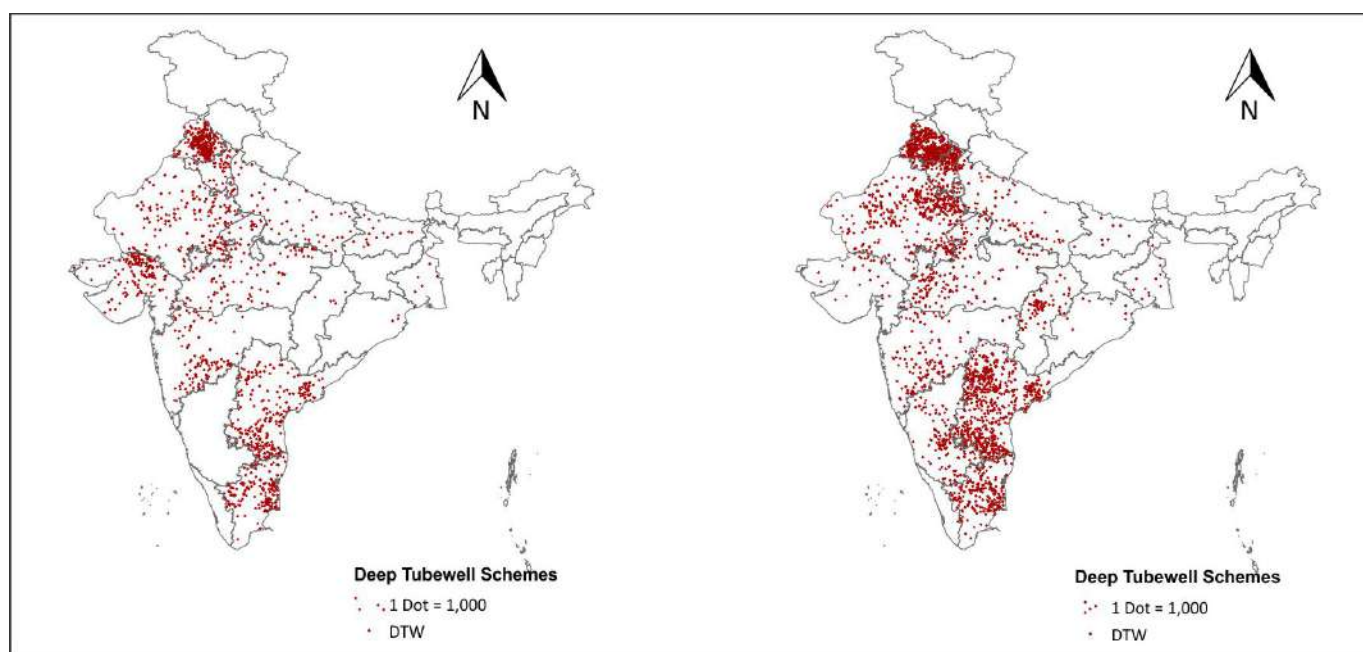 N
Deep Tubewell Schemes
1 Dot = 1,000
DTW
N
Deep Tubewell Schemes
1 Dot = 1,000
DTW